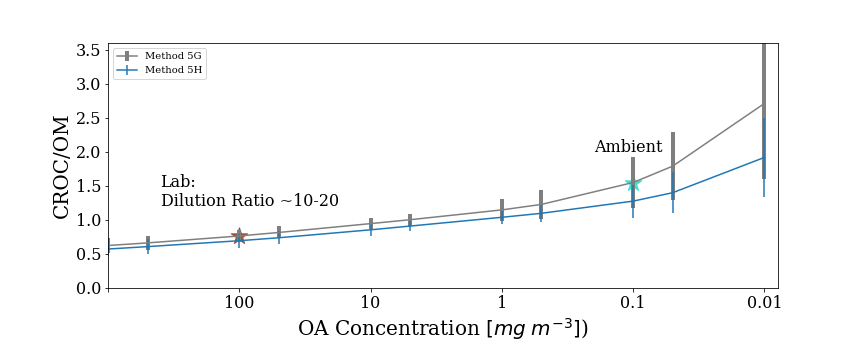 3.5
3.0
2.5
2.0
1.5
1.0
0.5
0.0
CROC/OM
Method 5G
Method 5H
Ambient
Lab:
Dilution Ratio ~10-20
100
10
1
0.1
0.01
OA Concentration [mg m⁻³])